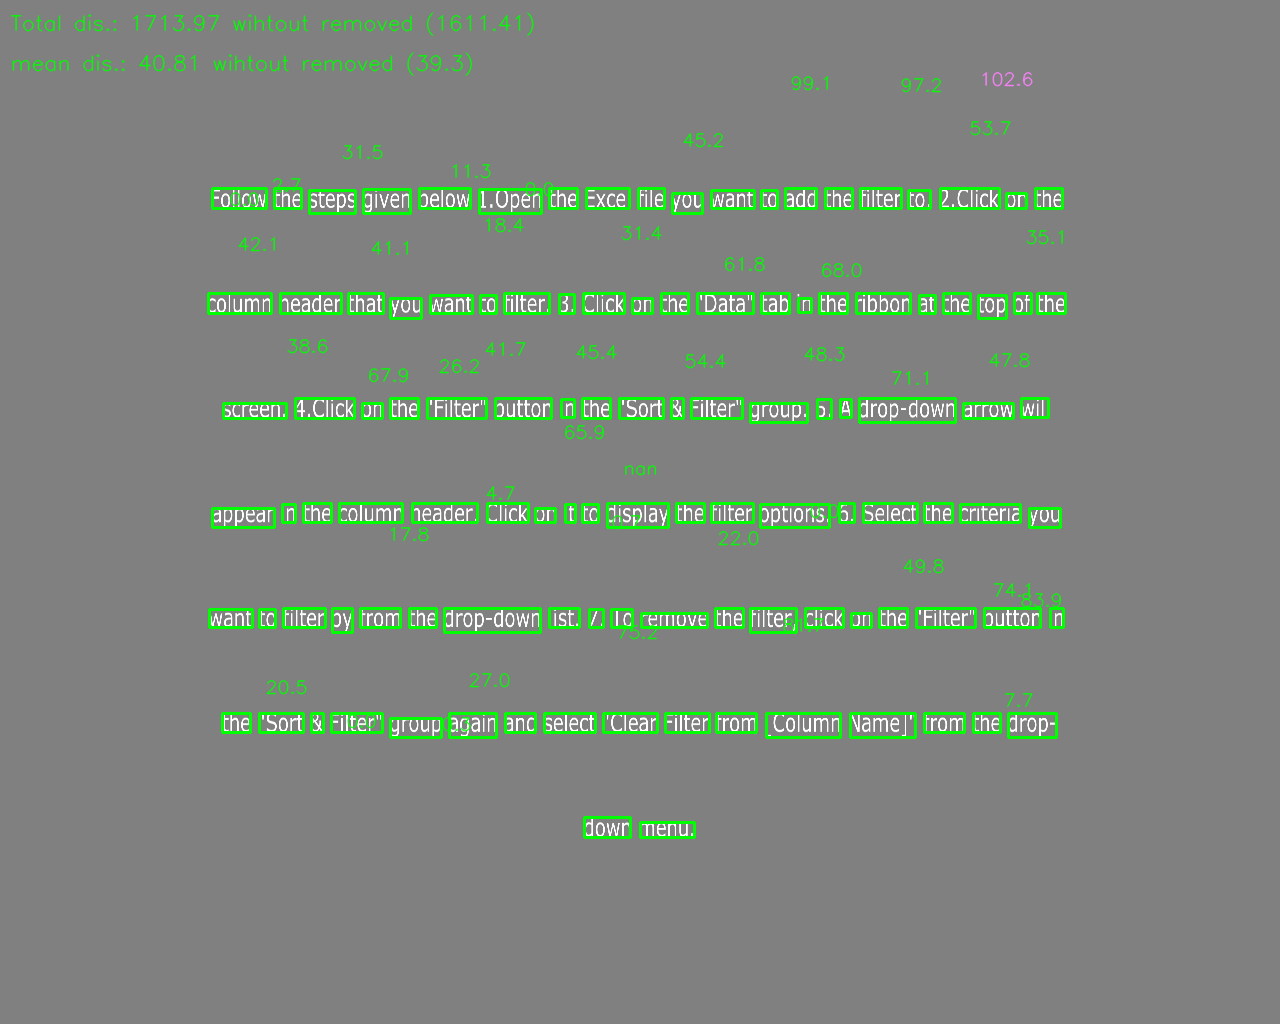 Total dis.: 1713.97 wihtout removed (1611.41)
mean dis.: 40.81 wihtout removed (39.3)
102.6
99.1 97.2
53.7
45.2
31.5
11.3
2.7
Follow the steps given below 1.Open the Excel file you want to add the filter to. 2.Click on the
18.4 31.4 35.1
42.1 41.1
61.8 68.0
column header that you want to filter. 3. Click on the "Data" tab in the ribbon at the top of the
38.6 41.7 45.4 54.4 48.3 47.8
67.9 26.2 71.1
screen. 4.Click on the "Filter" button in the "Sort & Filter" group. 5. A drop-down arrow will
65.9
nan
4.7
appear in the column header. Click on it to display the filter options. 6. Select the criteria you
17.8 22.0
49.8
74.1 83.9
want to filter by from the drop-down list. 7. To remove the filter, click on the "Filter" button in
75.2
20.5 27.0 7.7
the "Sort & Filter" group again and select "Clear Filter from [Column Name]" from the drop-
down menu.